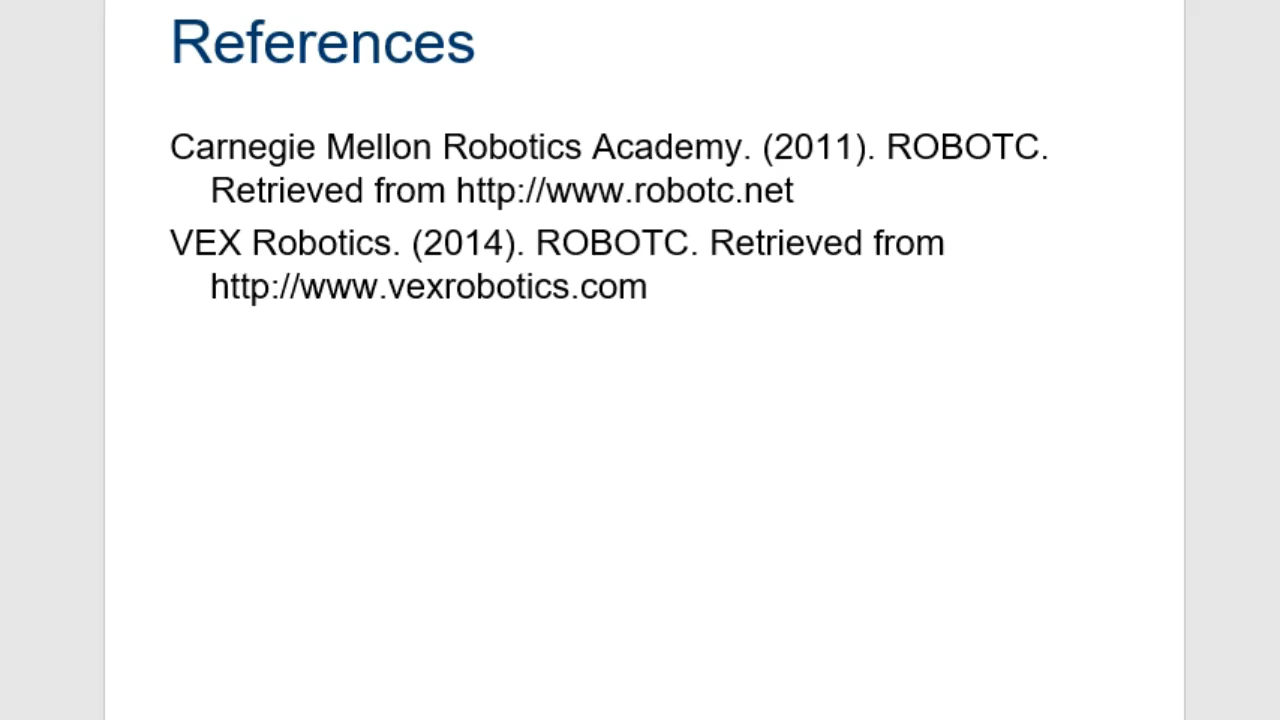 References
Carnegie Mellon Robotics Academy. (2011). ROBOTC.
Retrieved from http://www.robotc.net
VEX Robotics. (2014). ROBOTC. Retrieved from
http://www.vexrobotics.com